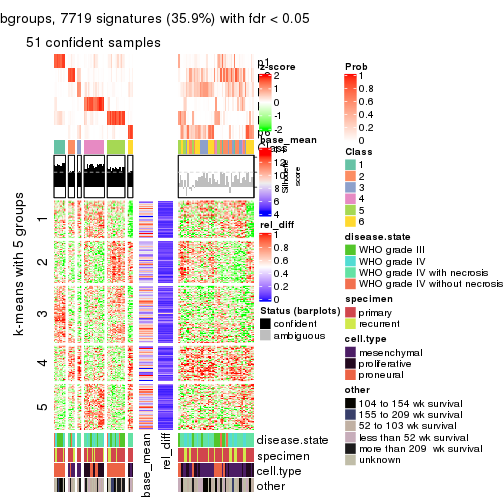 bgroups, 7719 signatures (35.9%) with fdr < 0.05
51 confident samples
k-means with 5 groups
1
2
3
4
5
z-score
2
1
0
-1
-2
base_mean
14
12
10
8
6
4
rel_diff
1
0.8
0.6
0.4
0.2
0
Status (barplots)
confident
ambiguous
Silhouette
score
Prob
1
0.8
0.6
0.4
0.2
0
Class
1
2
3
4
5
6
disease.state
WHO grade III
WHO grade IV
WHO grade IV with necrosis
WHO grade IV without necrosis
specimen
primary
recurrent
cell.type
mesenchymal
proliferative
proneural
other
104 to 154 wk survival
155 to 209 wk survival
52 to 103 wk survival
less than 52 wk survival
more than 209  wk survival
unknown
base_mean
rel_diff
disease.state
specimen
cell.type
other